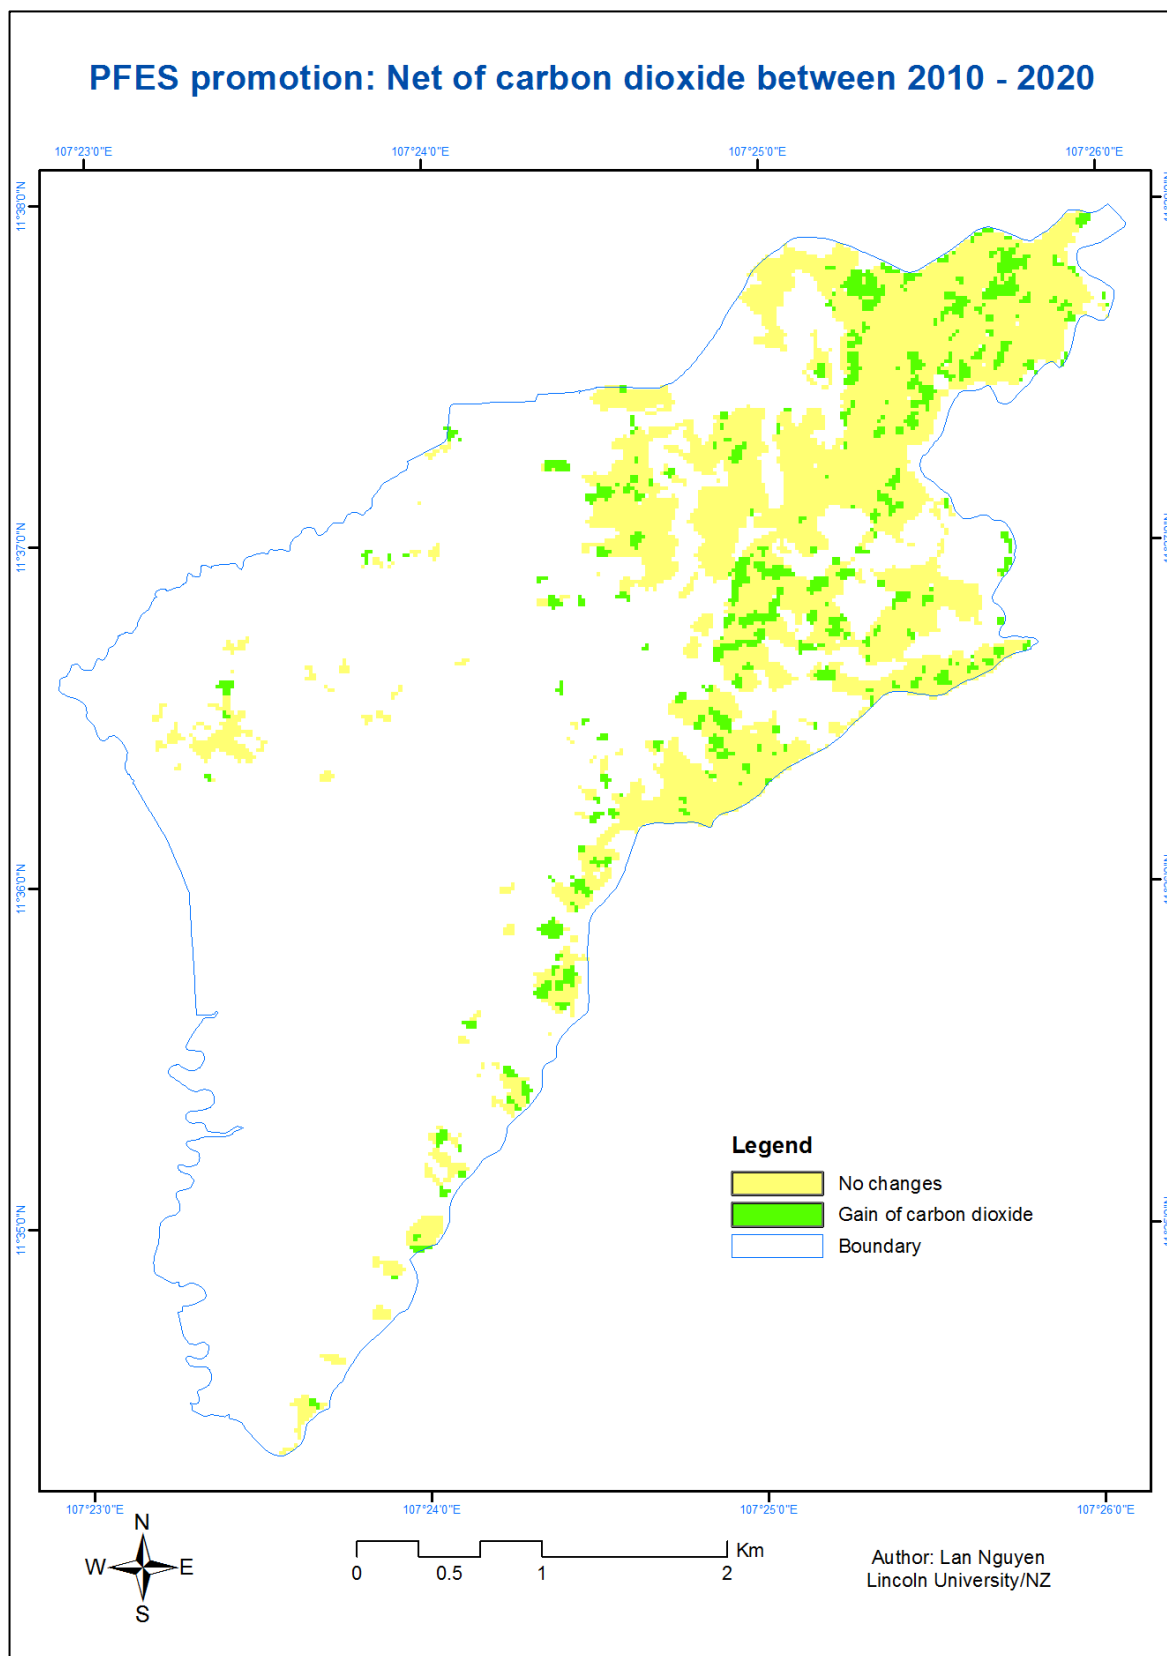 PFES promotion: Net of carbon dioxide between 2010 - 2020
107°23'0"E 107°24'0"E 107°25'0"E 107°26'0"E
11°38'0"N
11°37'0"N 11°37'0"N
11°36'0"N
11°35'0"N
Legend
No changes
Gain of carbon dioxide
Boundary
107°23'0"E 107°24'0"E 107°25'0"E 107°26'0"E
N
W E
S
Km
0 0.5 1 2
Author: Lan Nguyen
Lincoln University/NZ